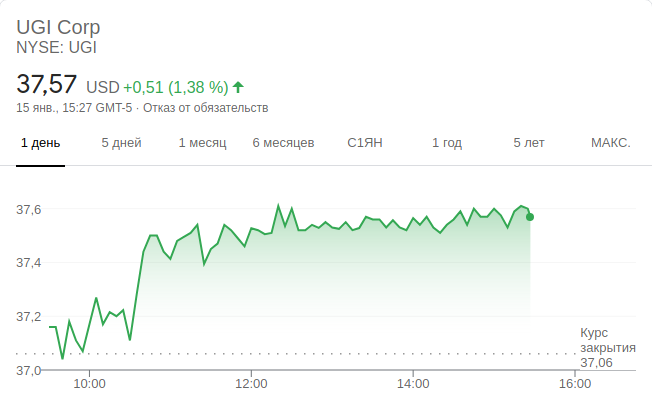 UGI Corp
NYSE: UGI
37,57 USD +0,51 (1,38 %)
15 янв., 15:27 GMT-5 · Отказ от обязательств
1 день 5 дней 1 месяц 6 месяцев С1ЯН 1 год 5 лет МАКС.
37,6
37,4
37,2
Курс
закрытия
37,06
37,0
10:00 12:00 14:00 16:00